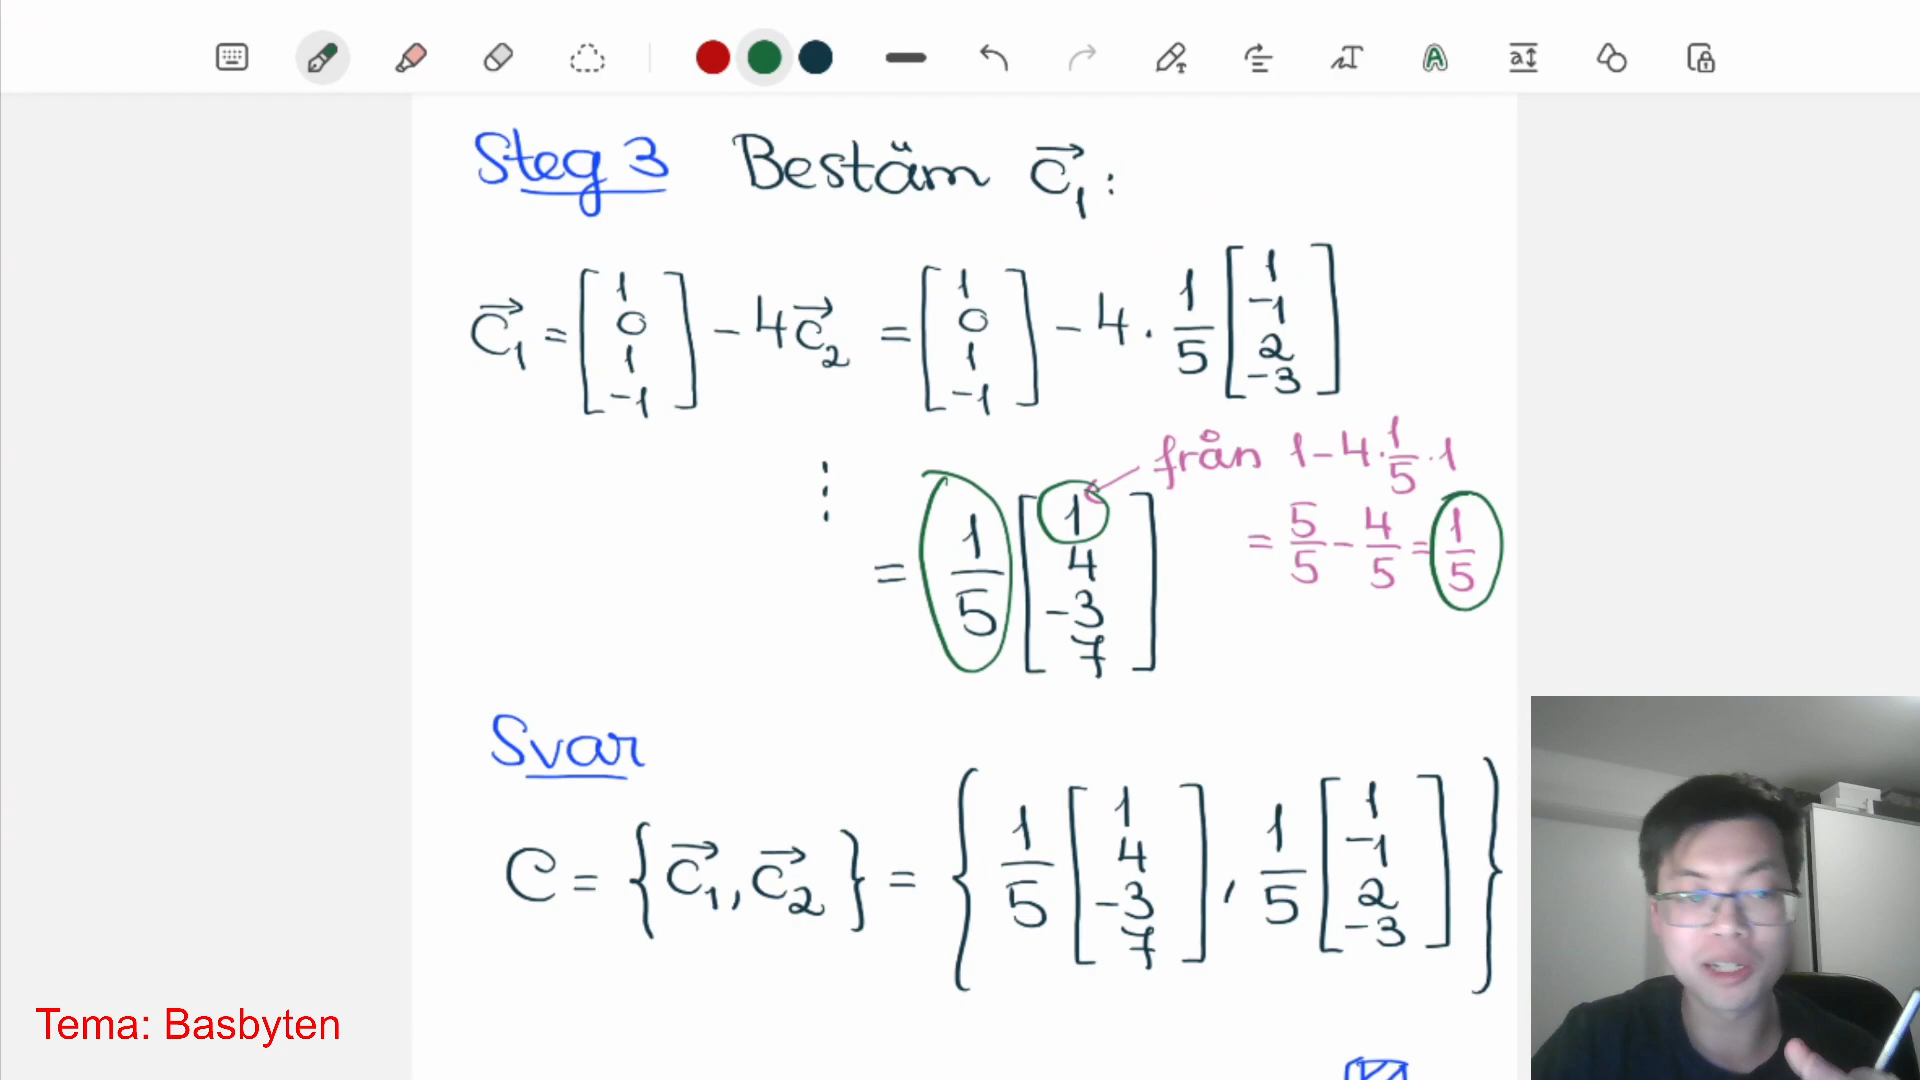 Steg 3 Bestäm c⃗₁:
c⃗₁ = [1 0 1 -1] - 4c⃗₂ = [1 0 1 -1] - 4 · 1/5 [1 -1 2 -3]
från 1 - 4 · 1/5 · 1
⋮ = 1/5 [1 4 -3 7]
= 5/5 - 4/5 = 1/5
Svar
C = {c⃗₁, c⃗₂} = {1/5 [1 4 -3 7], 1/5 [1 -1 2 -3]}
Tema: Basbyten